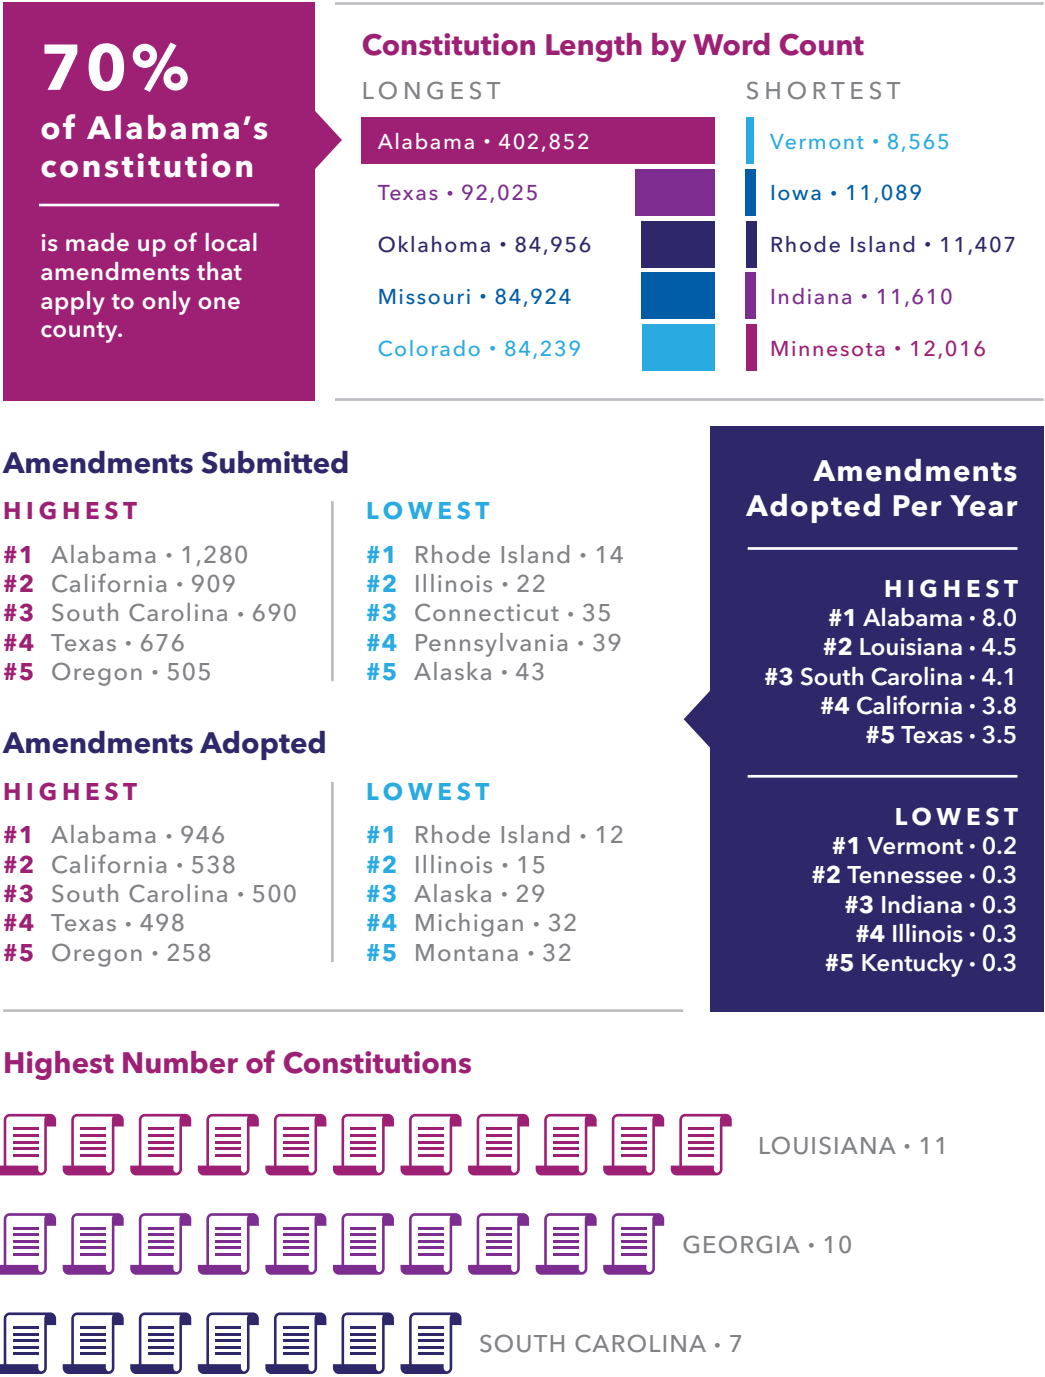 70%
of Alabama's
constitution
is made up of local
amendments that
apply to only one
county.
Constitution Length by Word Count
LONGEST
Alabama • 402,852
Texas • 92,025
Oklahoma • 84,956
Missouri • 84,924
Colorado • 84,239
SHORTEST
Vermont • 8,565
Iowa • 11,089
Rhode Island • 11,407
Indiana • 11,610
Minnesota • 12,016
Amendments Submitted
HIGHEST
#1 Alabama • 1,280
#2 California • 909
#3 South Carolina • 690
#4 Texas • 676
#5 Oregon • 505
LOWEST
#1 Rhode Island • 14
#2 Illinois • 22
#3 Connecticut • 35
#4 Pennsylvania • 39
#5 Alaska • 43
Amendments Adopted
HIGHEST
#1 Alabama • 946
#2 California • 538
#3 South Carolina • 500
#4 Texas • 498
#5 Oregon • 258
LOWEST
#1 Rhode Island • 12
#2 Illinois • 15
#3 Alaska • 29
#4 Michigan • 32
#5 Montana • 32
Amendments
Adopted Per Year
HIGHEST
#1 Alabama • 8.0
#2 Louisiana • 4.5
#3 South Carolina • 4.1
#4 California • 3.8
#5 Texas • 3.5
LOWEST
#1 Vermont • 0.2
#2 Tennessee • 0.3
#3 Indiana • 0.3
#4 Illinois • 0.3
#5 Kentucky • 0.3
Highest Number of Constitutions
LOUISIANA • 11
GEORGIA • 10
SOUTH CAROLINA • 7